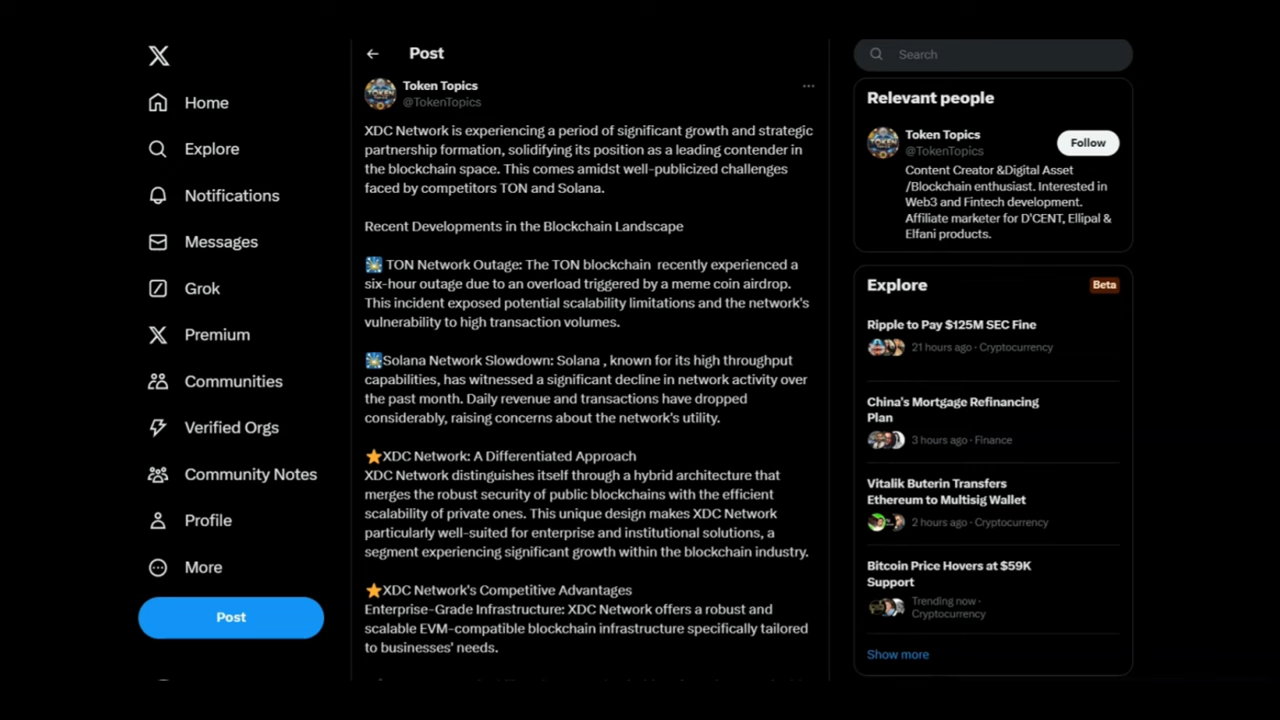 Home
Explore
Notifications
Messages
Grok
Premium
Communities
Verified Orgs
Community Notes
Profile
More
Post
Post
Token Topics
@TokenTopics
XDC Network is experiencing a period of significant growth and strategic
partnership formation, solidifying its position as a leading contender in
the blockchain space. This comes amidst well-publicized challenges
faced by competitors TON and Solana.
Recent Developments in the Blockchain Landscape
TON Network Outage: The TON blockchain recently experienced a
six-hour outage due to an overload triggered by a meme coin airdrop.
This incident exposed potential scalability limitations and the network's
vulnerability to high transaction volumes.
Solana Network Slowdown: Solana , known for its high throughput
capabilities, has witnessed a significant decline in network activity over
the past month. Daily revenue and transactions have dropped
considerably, raising concerns about the network's utility.
⭐XDC Network: A Differentiated Approach
XDC Network distinguishes itself through a hybrid architecture that
merges the robust security of public blockchains with the efficient
scalability of private ones. This unique design makes XDC Network
particularly well-suited for enterprise and institutional solutions, a
segment experiencing significant growth within the blockchain industry.
⭐XDC Network's Competitive Advantages
Enterprise-Grade Infrastructure: XDC Network offers a robust and
scalable EVM-compatible blockchain infrastructure specifically tailored
to businesses' needs.
Search
Relevant people
Token Topics
@TokenTopics
Follow
Content Creator &Digital Asset
/Blockchain enthusiast. Interested in
Web3 and Fintech development.
Affiliate marketer for D'CENT, Ellipal &
Elfani products.
Explore
Beta
Ripple to Pay $125M SEC Fine
21 hours ago · Cryptocurrency
China's Mortgage Refinancing
Plan
3 hours ago · Finance
Vitalik Buterin Transfers
Ethereum to Multisig Wallet
2 hours ago · Cryptocurrency
Bitcoin Price Hovers at $59K
Support
Trending now ·
Cryptocurrency
Show more